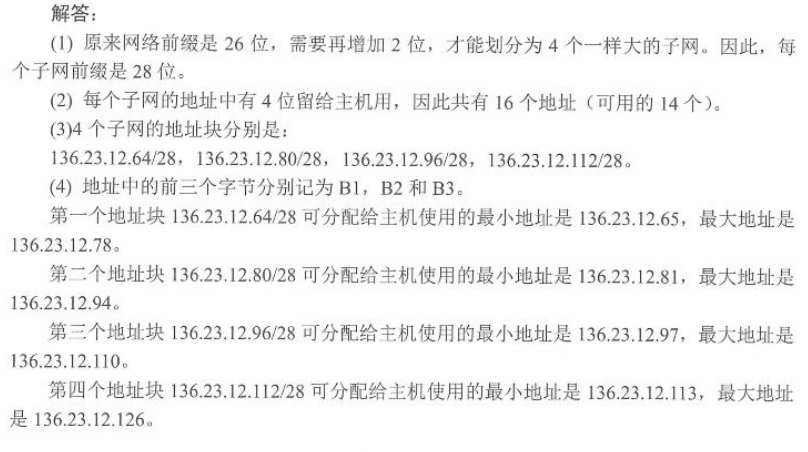 解答：
(1) 原来网络前缀是 26 位，需要再增加 2 位，才能划分为 4 个一样大的子网。因此，每
个子网前缀是 28 位。
(2) 每个子网的地址中有 4 位留给主机用，因此共有 16 个地址（可用的 14 个）。
(3)4 个子网的地址块分别是：
136.23.12.64/28，136.23.12.80/28，136.23.12.96/28，136.23.12.112/28。
(4) 地址中的前三个字节分别记为 B1，B2 和 B3。
第一个地址块 136.23.12.64/28 可分配给主机使用的最小地址是 136.23.12.65，最大地址是
136.23.12.78。
第二个地址块 136.23.12.80/28 可分配给主机使用的最小地址是 136.23.12.81，最大地址是
136.23.12.94。
第三个地址块 136.23.12.96/28 可分配给主机使用的最小地址是 136.23.12.97，最大地址是
136.23.12.110。
第四个地址块 136.23.12.112/28 可分配给主机使用的最小地址是 136.23.12.113，最大地址
是 136.23.12.126。